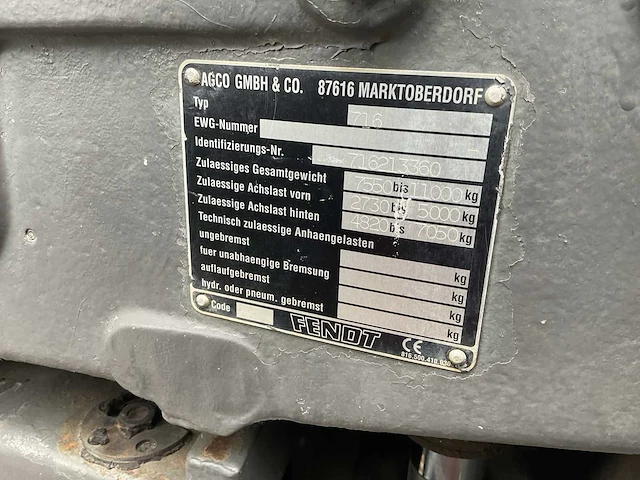 AGCO GMBH & CO. 87616 MARKTOBERDORF
Typ 716
EWG-Nummer -
Identifizierungs-Nr. 716213360
Zulaessiges Gesamtgewicht 7550 bis 11000 kg
Zulaessige Achslast vorn 2730 bis 5000 kg
Zulaessige Achslast hinten 4820 bis 7050 kg
Technisch zulaessige Anhaengelasten
ungebremst kg
fuer unabhaengige Bremsung kg
auflaufgebremst kg
hydr. oder pneum. gebremst kg
Code FENDT CE